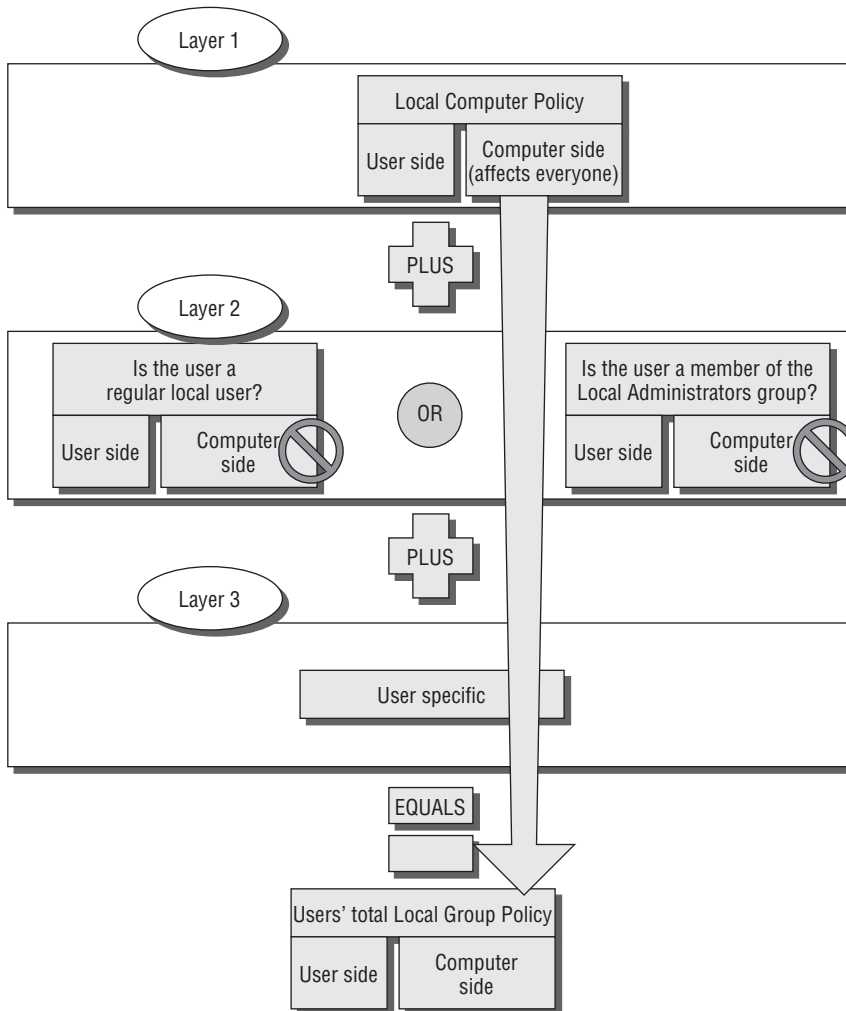 Layer 1
Local Computer Policy
User side
Computer side
(affects everyone)
PLUS
Layer 2
Is the user a
regular local user?
User side
Computer
side
OR
Is the user a member of the
Local Administrators group?
User side
Computer
side
PLUS
Layer 3
User specific
EQUALS
Users’ total Local Group Policy
User side
Computer
side